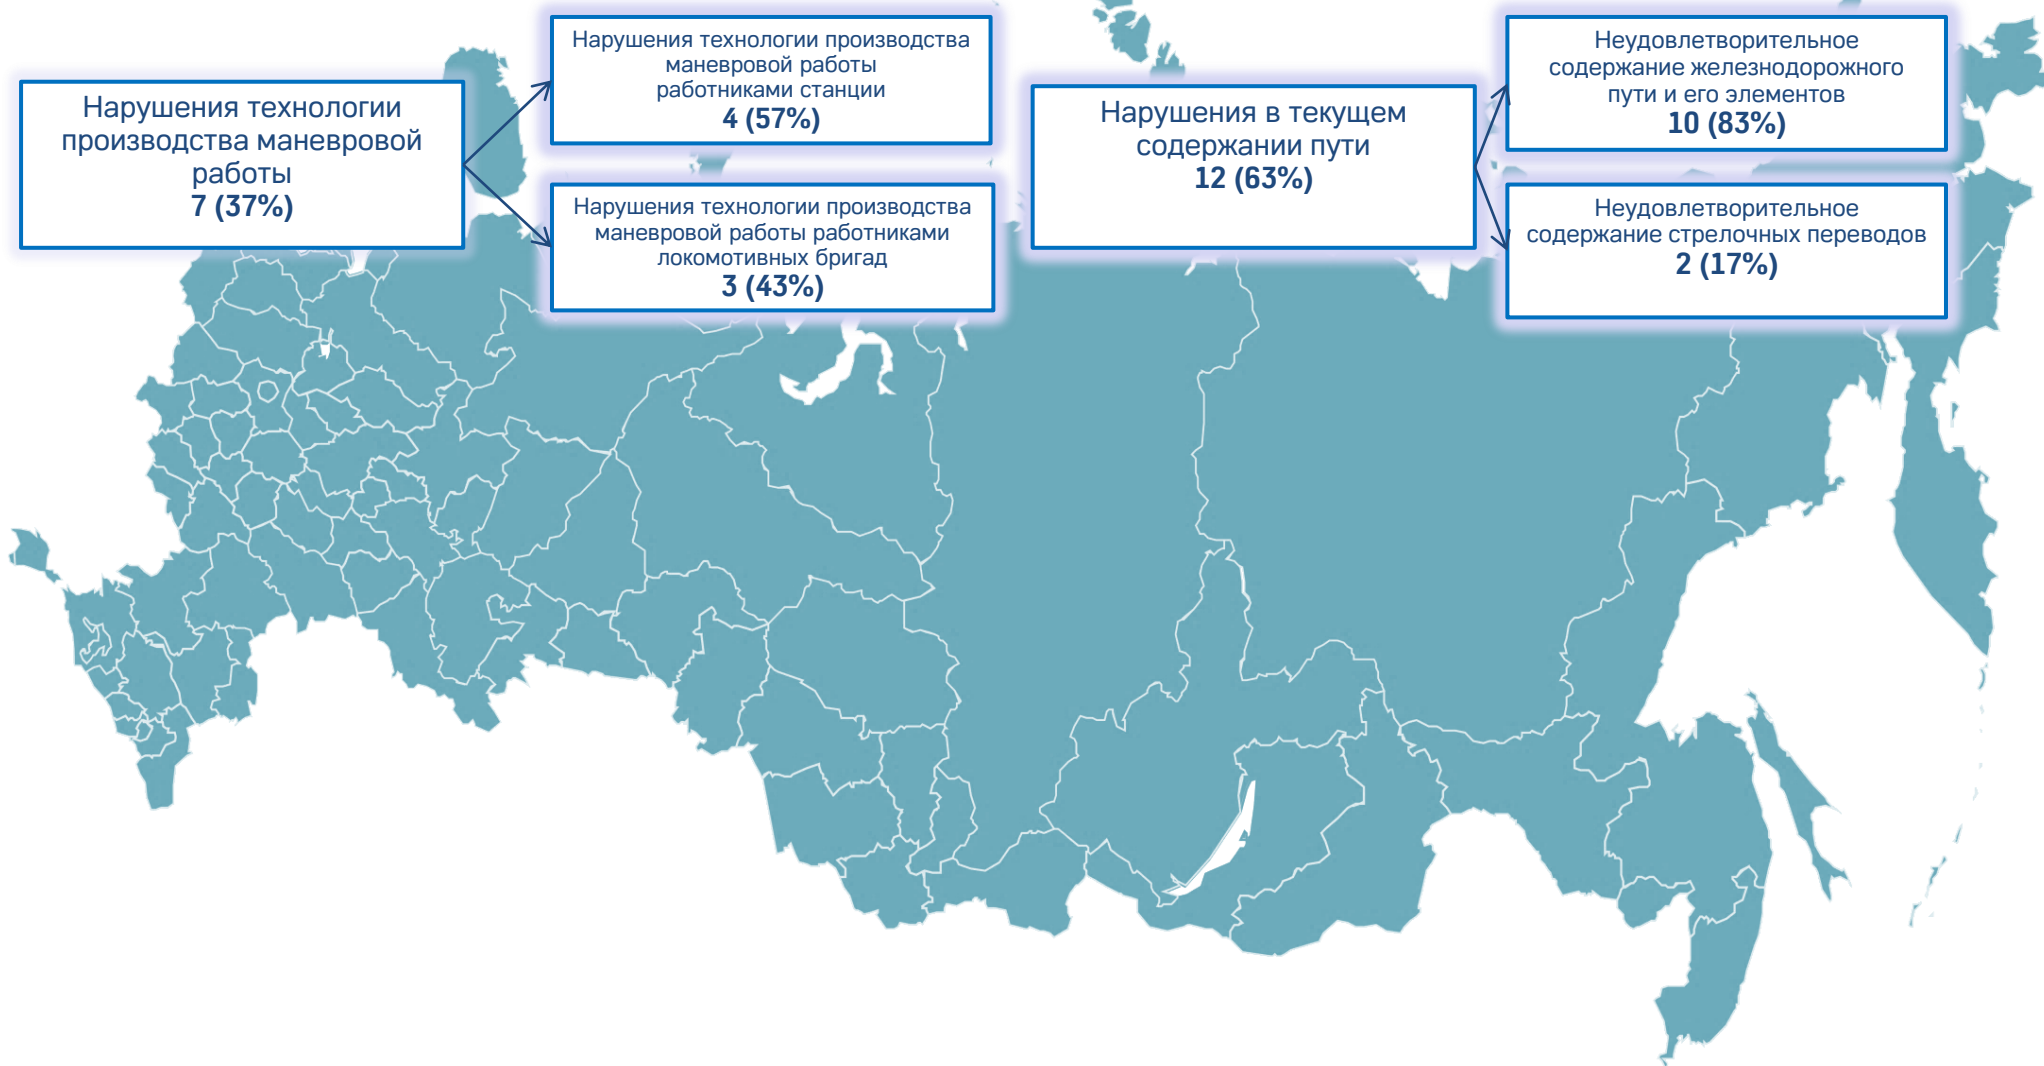 Нарушения технологии
производства маневровой
работы
7 (37%)
Нарушения технологии производства
маневровой работы
работниками станции
4 (57%)
Нарушения технологии производства
маневровой работы работниками
локомотивных бригад
3 (43%)
Нарушения в текущем
содержании пути
12 (63%)
Неудовлетворительное
содержание железнодорожного
пути и его элементов
10 (83%)
Неудовлетворительное
содержание стрелочных переводов
2 (17%)